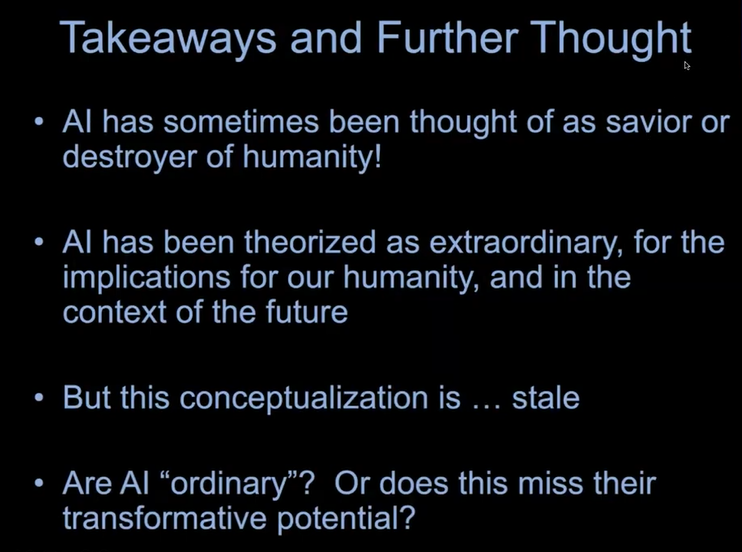 Takeaways and Further Thought
• AI has sometimes been thought of as savior or
destroyer of humanity!
• AI has been theorized as extraordinary, for the
implications for our humanity, and in the
context of the future
• But this conceptualization is … stale
• Are AI “ordinary”?  Or does this miss their
transformative potential?